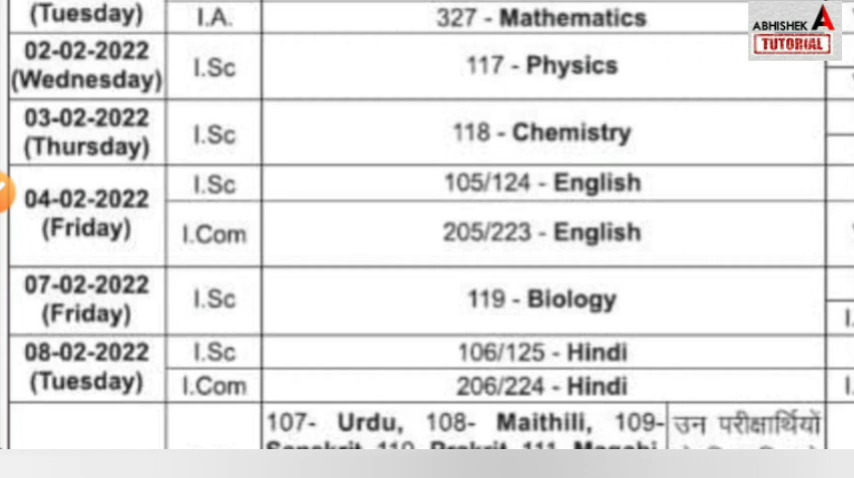 (Tuesday) I.A. 327 - Mathematics
ABHISHEK A
TUTORIAL
02-02-2022
(Wednesday) I.Sc 117 - Physics
03-02-2022
(Thursday) I.Sc 118 - Chemistry
04-02-2022
(Friday)
I.Sc 105/124 - English
I.Com 205/223 - English
07-02-2022
(Friday) I.Sc 119 - Biology
08-02-2022
(Tuesday)
I.Sc 106/125 - Hindi
I.Com 206/224 - Hindi
107- Urdu, 108- Maithili, 109-
उन परीक्षार्थियों